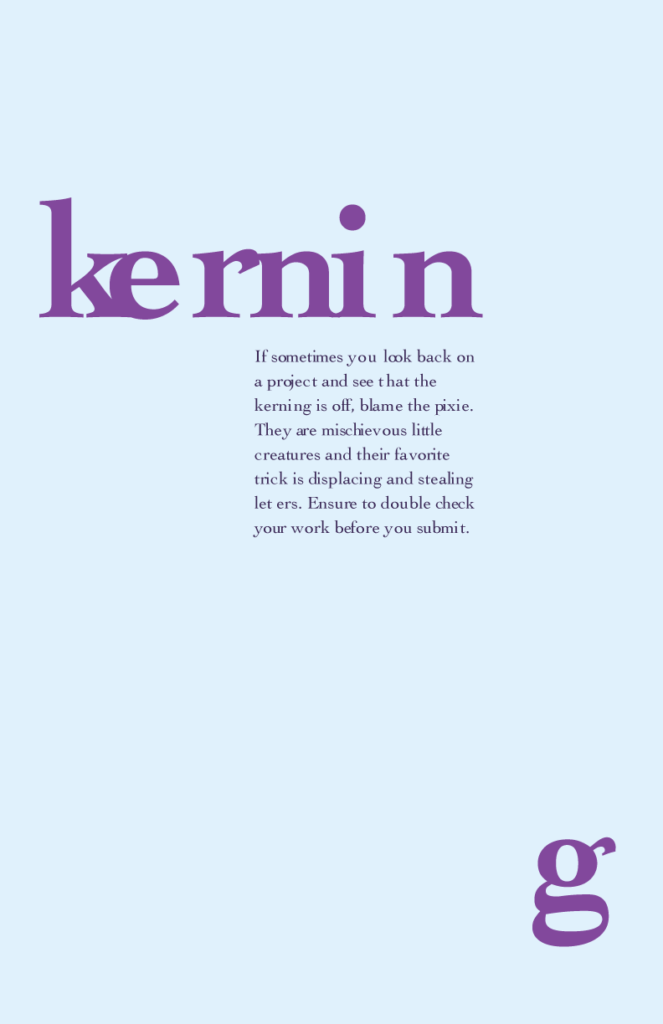 kernin
If sometimes you look back on
a project and see that the
kerning is off, blame the pixie.
They are mischievous little
creatures and their favorite
trick is displacing and stealing
let ers. Ensure to double check
your work before you submit.
g